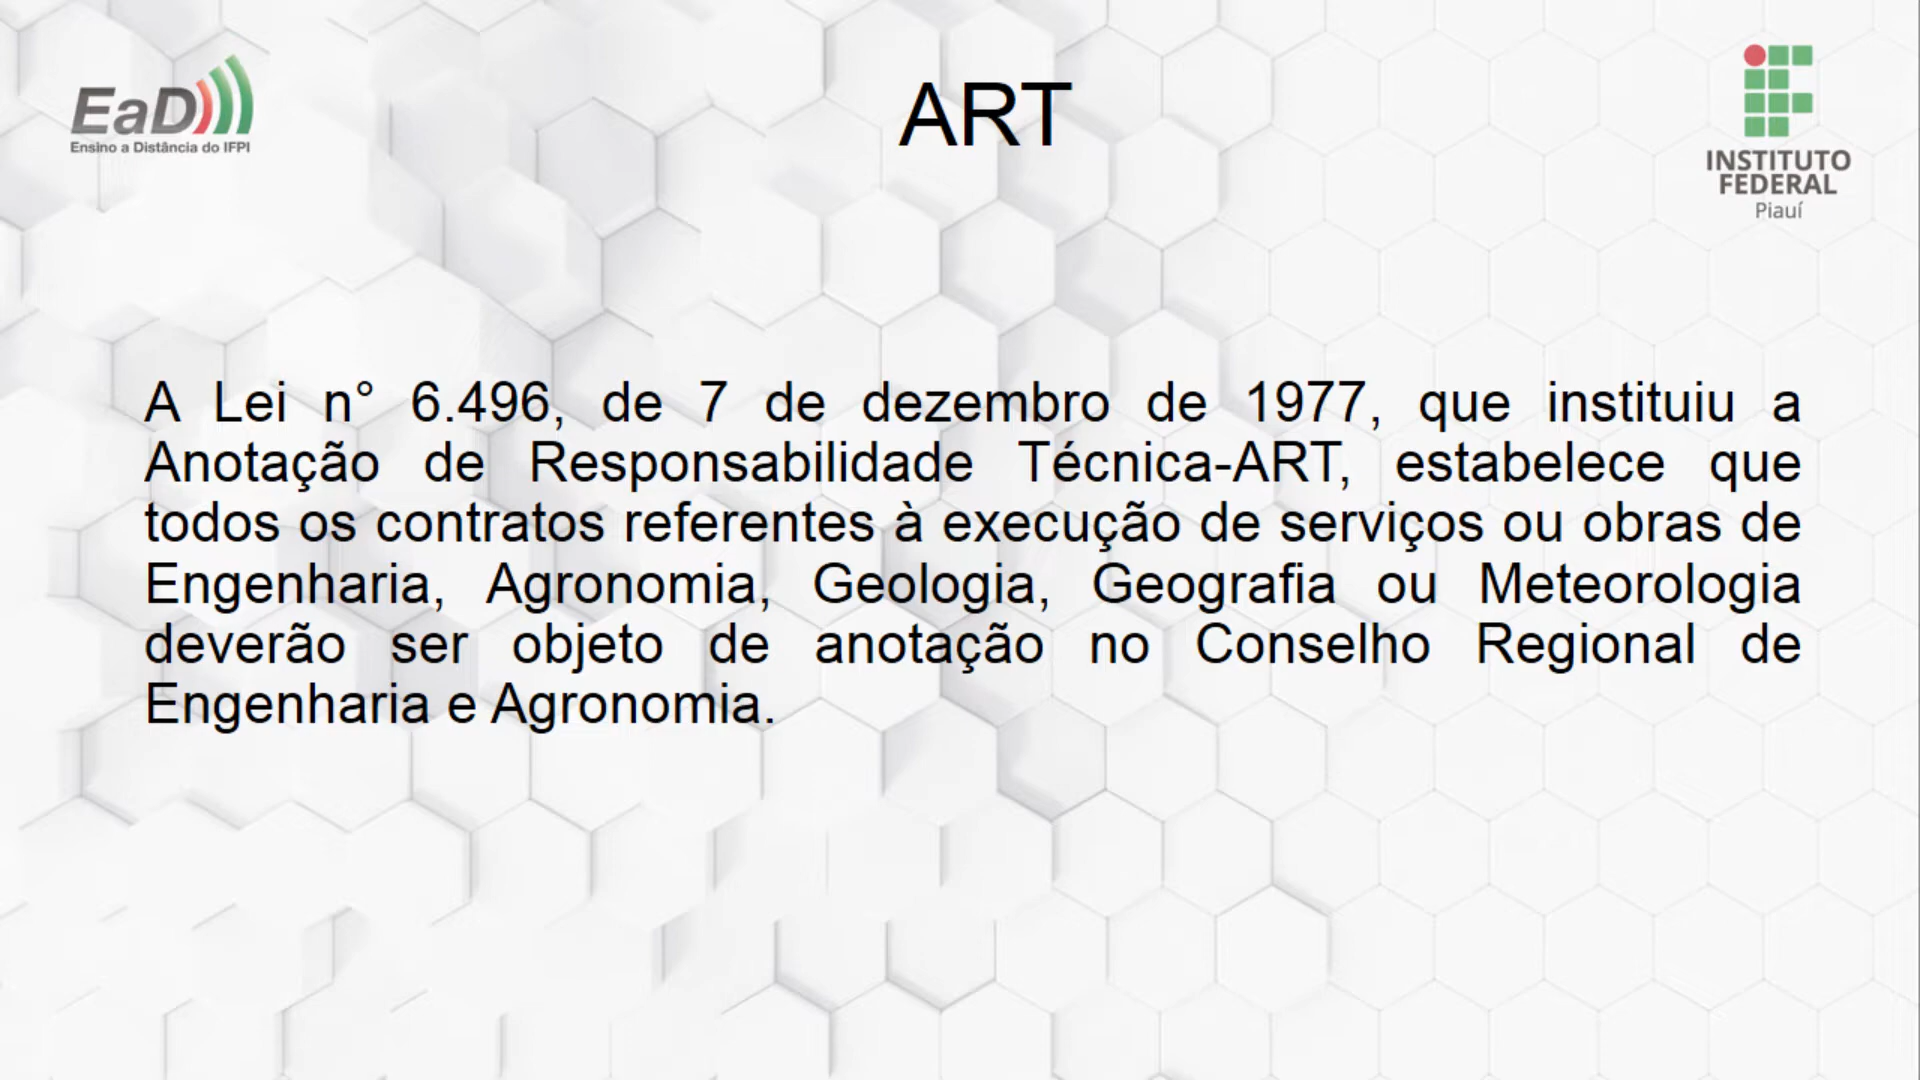 EaD
Ensino a Distância do IFPI
ART
INSTITUTO
FEDERAL
Piauí
A Lei n° 6.496, de 7 de dezembro de 1977, que instituiu a
Anotação de Responsabilidade Técnica-ART, estabelece que
todos os contratos referentes à execução de serviços ou obras de
Engenharia, Agronomia, Geologia, Geografia ou Meteorologia
deverão ser objeto de anotação no Conselho Regional de
Engenharia e Agronomia.